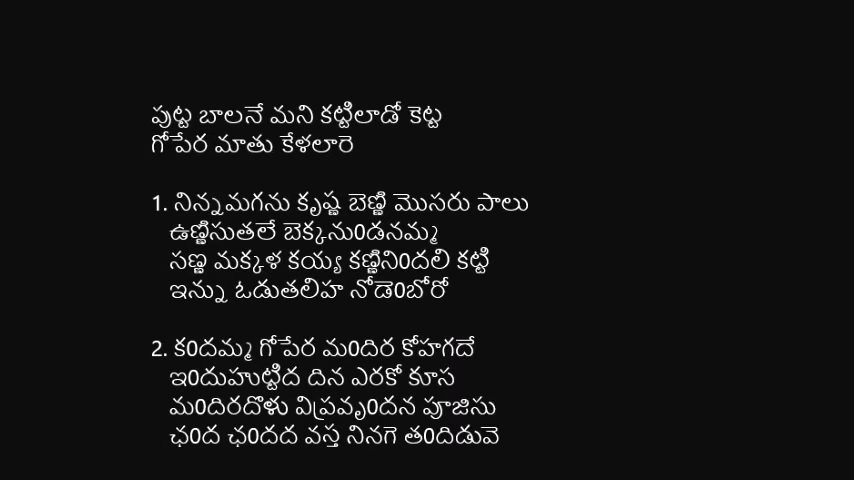 పుట్ట బాలనే మని కట్టిలాడో కెట్ట
గోపేర మాతు కేళలారె
1. నిన్నమగను కృష్ణ బెణ్ణి మొసరు పాలు
ఉణ్ణిసుతలే బెక్కను0డనమ్మ
సణ్ణ మక్కళ కయ్య కణ్ణిని0దలి కట్టి
ఇన్ను ఓడుతలిహ నోడె0బోరో
2. క0దమ్మ గోపేర మ0దిర కోహగదే
ఇ0దుహుట్టిద దిన ఎరకో కూస
మ0దిరదొళు విప్రవృ0దన పూజిసు
ఛ0ద ఛ0దద వస్త నినగె త0దిడువె